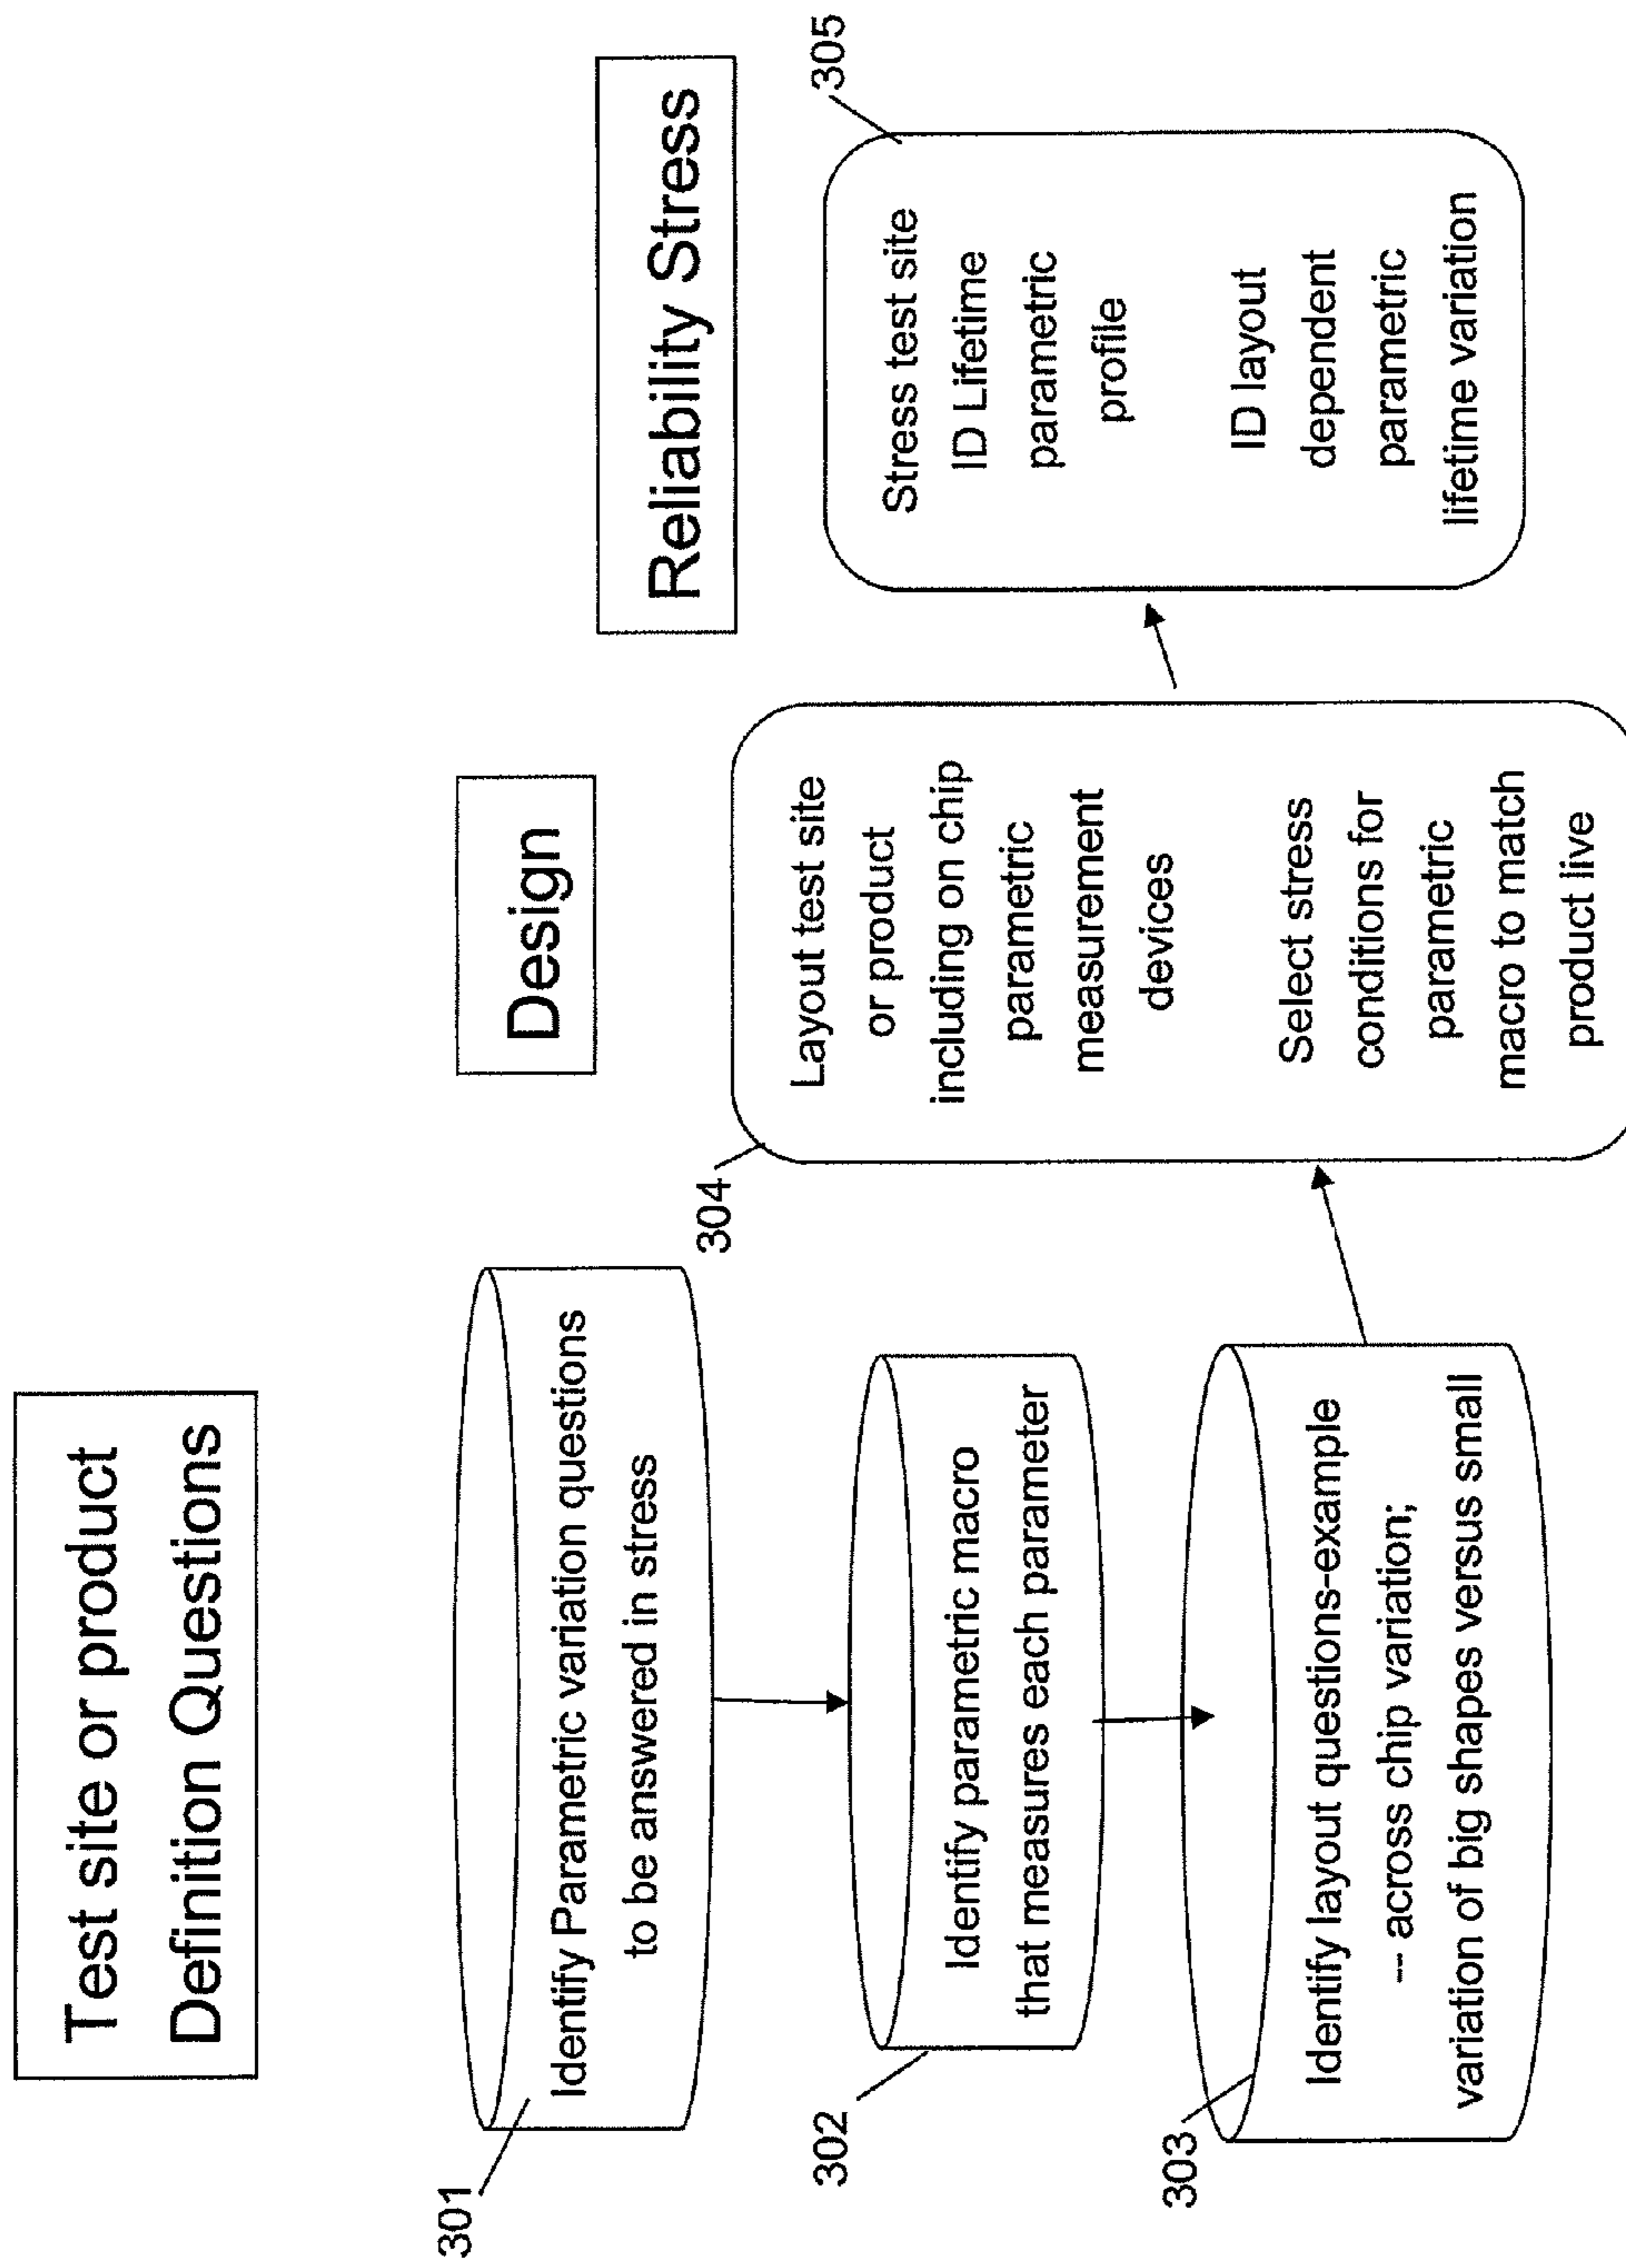 Test site or product
Definition Questions
301
Identify Parametric variation questions
to be answered in stress
302
Identify parametric macro
that measures each parameter
303
Identify layout questions-example
-- across chip variation;
variation of big shapes versus small
Design
304
Layout test site
or product
including on chip
parametric
measurement
devices
Select stress
conditions for
parametric
macro to match
product live
Reliability Stress
305
Stress test site
ID Lifetime
parametric
profile
ID layout
dependent
parametric
lifetime variation